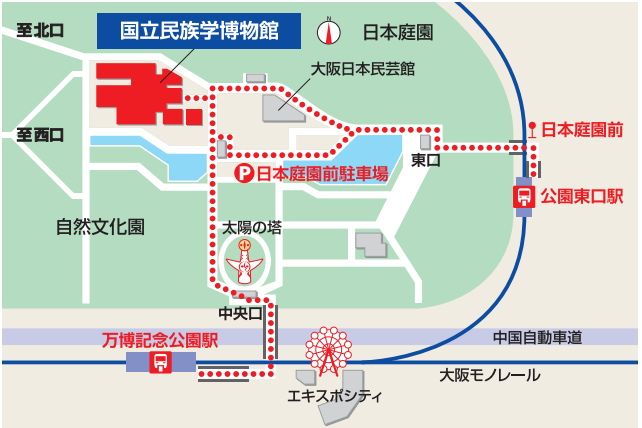 至北口
国立民族学博物館
N
日本庭園
大阪日本民芸館
至西口
日本庭園前
東口
P 日本庭園前駐車場
公園東口駅
自然文化園
太陽の塔
中央口
万博記念公園駅
中国自動車道
大阪モノレール
エキスポシティ